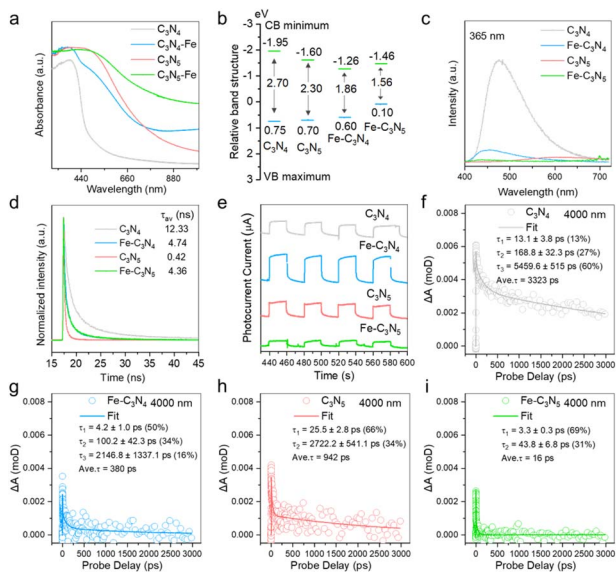 a
C₃N₄
C₃N₄-Fe
C₃N₅
C₃N₅-Fe
Absorbance (a.u.)
440 660 880
Wavelength (nm)
b
eV
CB minimum
-3
-2
-1
0
1
2
3
Relative band structure
-1.95
-1.60
-1.26
-1.46
2.70
2.30
1.86
1.56
0.75
0.70
0.60
0.10
C₃N₄
C₃N₅
Fe-C₃N₄
Fe-C₃N₅
VB maximum
c
365 nm
C₃N₄
Fe-C₃N₄
C₃N₅
Fe-C₃N₅
Intensity (a.u.)
400 500 600 700
Wavelength (nm)
d
τav (ns)
C₃N₄ 12.33
Fe-C₃N₄ 4.74
C₃N₅ 0.42
Fe-C₃N₅ 4.36
Normalized intensity (a.u.)
15 20 25 30 35 40 45
Time (ns)
e
C₃N₄
Fe-C₃N₄
C₃N₅
Fe-C₃N₅
Photocurrent Current (μA)
440 460 480 500 520 540 560 580 600
Time (s)
f
C₃N₄ 4000 nm
Fit
τ₁ = 13.1 ± 3.8 ps (13%)
τ₂ = 168.8 ± 32.3 ps (27%)
τ₃ = 5459.6 ± 515 ps (60%)
Ave.τ = 3323 ps
0.006
0.004
0.002
0.000
ΔA (moD)
0 500 1000 1500 2000 2500 3000
Probe Delay (ps)
g
Fe-C₃N₄ 4000 nm
Fit
τ₁ = 4.2 ± 1.0 ps (50%)
τ₂ = 100.2 ± 42.3 ps (34%)
τ₃ = 2146.8 ± 1337.1 ps (16%)
Ave.τ = 380 ps
0.006
0.004
0.002
0.000
ΔA (moD)
0 500 1000 1500 2000 2500 3000
Probe Delay (ps)
h
C₃N₅ 4000 nm
Fit
τ₁ = 25.5 ± 2.8 ps (66%)
τ₂ = 2722.2 ± 541.1 ps (34%)
Ave.τ = 942 ps
0.006
0.004
0.002
0.000
ΔA (moD)
0 500 1000 1500 2000 2500 3000
Probe Delay (ps)
i
Fe-C₃N₅ 4000 nm
Fit
τ₁ = 3.3 ± 0.3 ps (69%)
τ₂ = 43.8 ± 6.8 ps (31%)
Ave.τ = 16 ps
0.006
0.004
0.002
0.000
ΔA (moD)
0 500 1000 1500 2000 2500 3000
Probe Delay (ps)